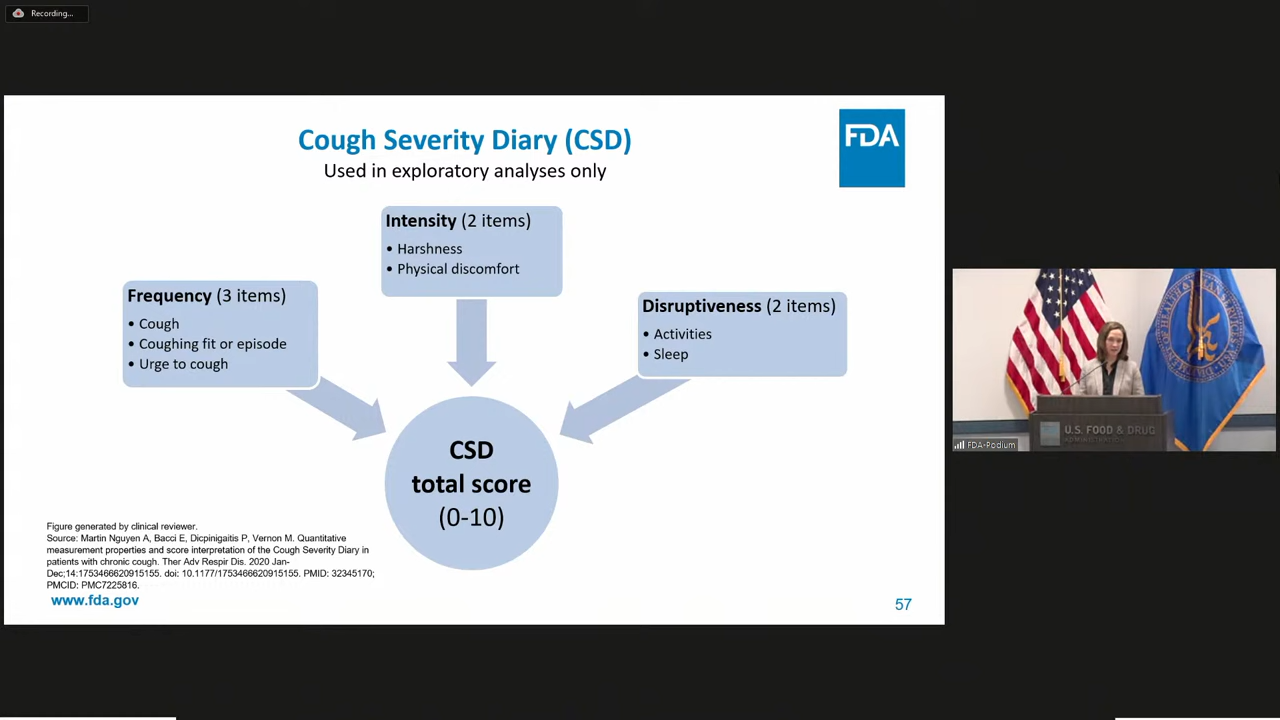 Recording...
Cough Severity Diary (CSD)
Used in exploratory analyses only
FDA
Intensity (2 items)
• Harshness
• Physical discomfort
Frequency (3 items)
• Cough
• Coughing fit or episode
• Urge to cough
Disruptiveness (2 items)
• Activities
• Sleep
CSD
total score
(0-10)
Figure generated by clinical reviewer.
Source: Martin Nguyen A, Bacci E, Dicpinigaitis P, Vernon M. Quantitative
measurement properties and score interpretation of the Cough Severity Diary in
patients with chronic cough. Ther Adv Respir Dis. 2020 Jan-
Dec;14:1753466620915155. doi: 10.1177/1753466620915155. PMID: 32345170;
PMCID: PMC7225816.
www.fda.gov
57
U.S. FOOD & DRUG
ADMINISTRATION
FDA-Podium